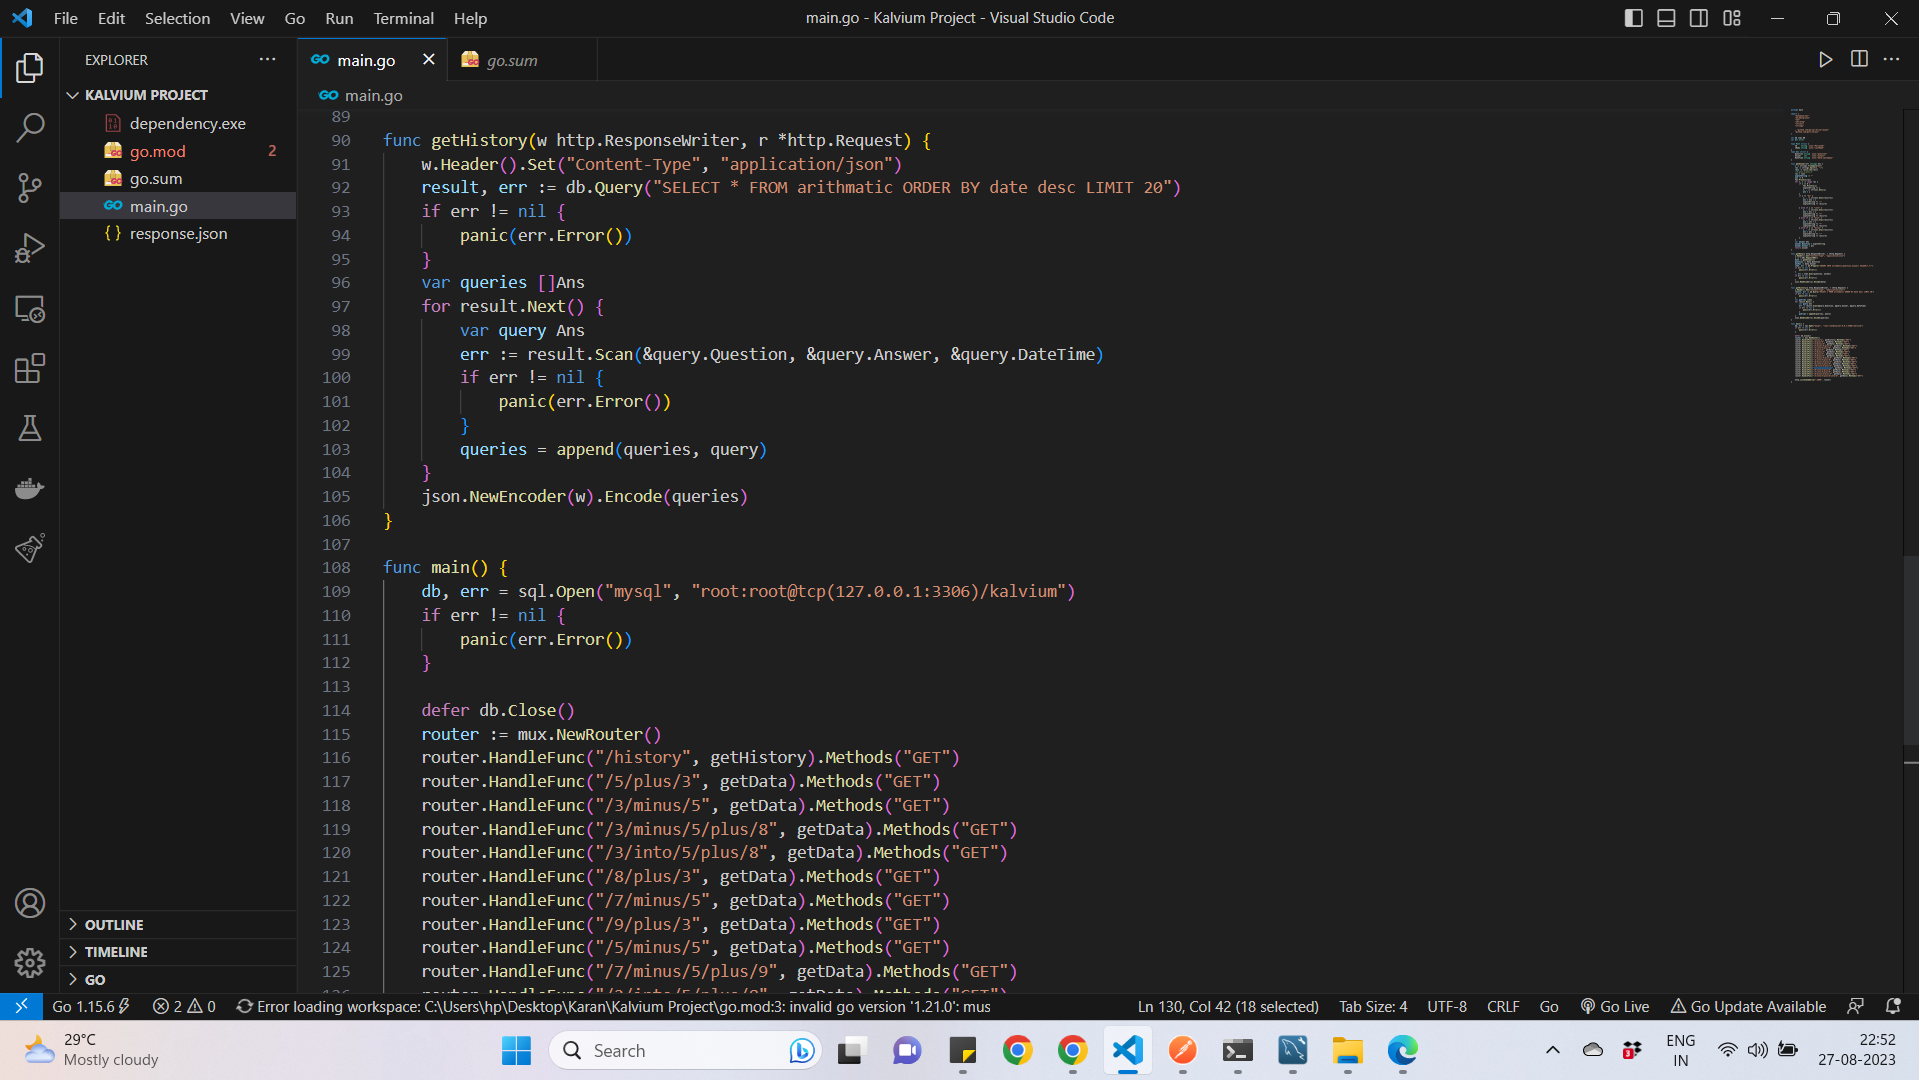 File Edit Selection View Go Run Terminal Help
main.go - Kalvium Project - Visual Studio Code
EXPLORER
KALVIUM PROJECT
dependency.exe
go.mod 2
go.sum
main.go
response.json
OUTLINE
TIMELINE
GO
main.go
go.sum
main.go
89
90 func getHistory(w http.ResponseWriter, r *http.Request) {
91 w.Header().Set("Content-Type", "application/json")
92 result, err := db.Query("SELECT * FROM arithmatic ORDER BY date desc LIMIT 20")
93 if err != nil {
94 panic(err.Error())
95 }
96 var queries []Ans
97 for result.Next() {
98 var query Ans
99 err := result.Scan(&query.Question, &query.Answer, &query.DateTime)
100 if err != nil {
101 panic(err.Error())
102 }
103 queries = append(queries, query)
104 }
105 json.NewEncoder(w).Encode(queries)
106 }
107
108 func main() {
109 db, err = sql.Open("mysql", "root:root@tcp(127.0.0.1:3306)/kalvium")
110 if err != nil {
111 panic(err.Error())
112 }
113
114 defer db.Close()
115 router := mux.NewRouter()
116 router.HandleFunc("/history", getHistory).Methods("GET")
117 router.HandleFunc("/5/plus/3", getData).Methods("GET")
118 router.HandleFunc("/3/minus/5", getData).Methods("GET")
119 router.HandleFunc("/3/minus/5/plus/8", getData).Methods("GET")
120 router.HandleFunc("/3/into/5/plus/8", getData).Methods("GET")
121 router.HandleFunc("/8/plus/3", getData).Methods("GET")
122 router.HandleFunc("/7/minus/5", getData).Methods("GET")
123 router.HandleFunc("/9/plus/3", getData).Methods("GET")
124 router.HandleFunc("/5/minus/5", getData).Methods("GET")
125 router.HandleFunc("/7/minus/5/plus/9", getData).Methods("GET")
Go 1.15.6 2 0 Error loading workspace: C:\Users\hp\Desktop\Karan\Kalvium Project\go.mod:3: invalid go version '1.21.0': mus
Ln 130, Col 42 (18 selected) Tab Size: 4 UTF-8 CRLF Go Go Live Go Update Available
29°C
Mostly cloudy
Search
3
ENG
IN
22:52
27-08-2023